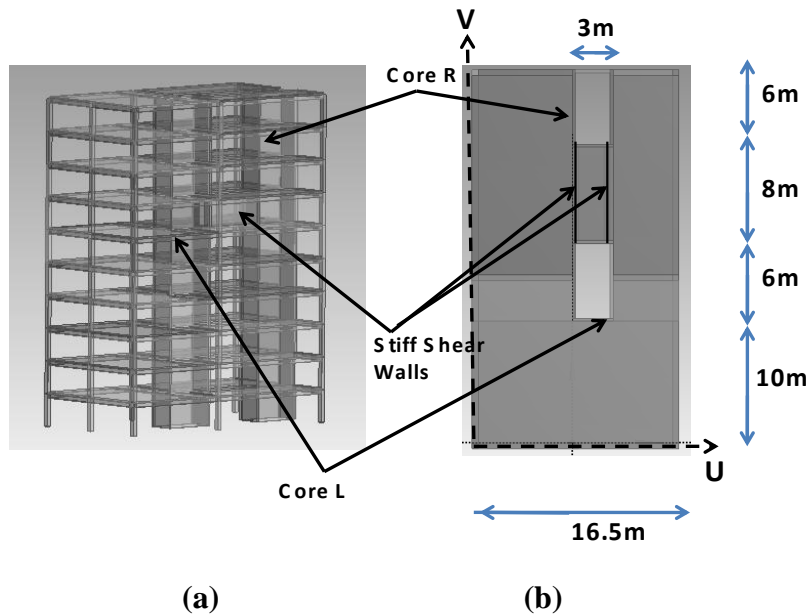 V
3m
Core R
6m
8m
6m
Stiff Shear
Walls
10m
Core L
U
16.5m
(a)
(b)